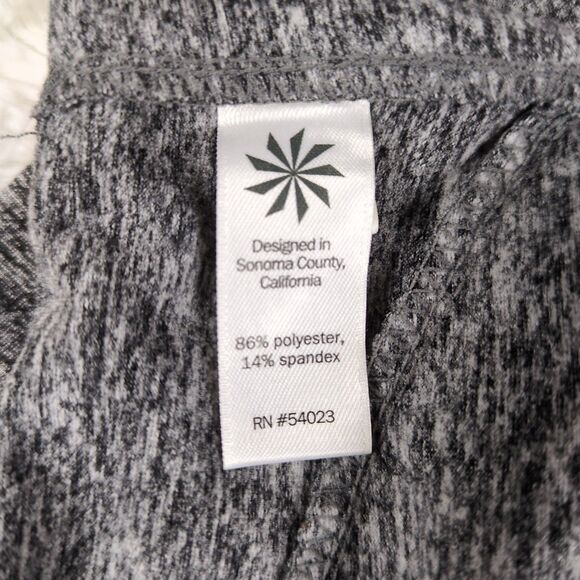 Designed in
Sonoma County,
California
86% polyester,
14% spandex
RN #54023